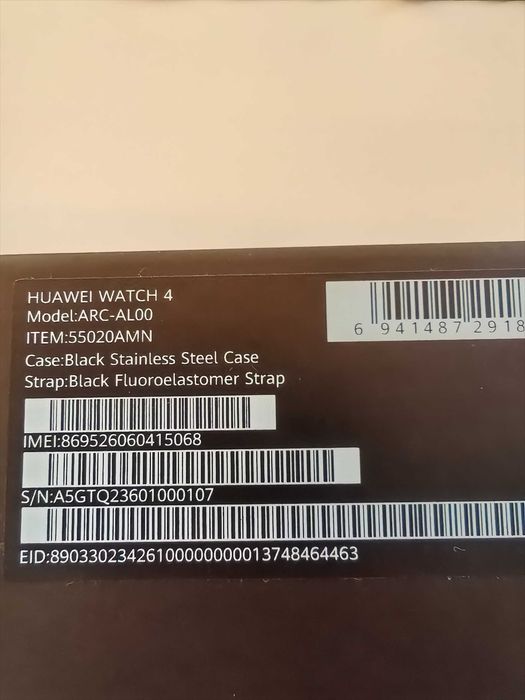 HUAWEI WATCH 4
Model:ARC-AL00
ITEM:55020AMN
Case:Black Stainless Steel Case
Strap:Black Fluoroelastomer Strap
6 941487 2918
IMEI:869526060415068
S/N:A5GTQ23601000107
EID:89033023426100000000013748464463